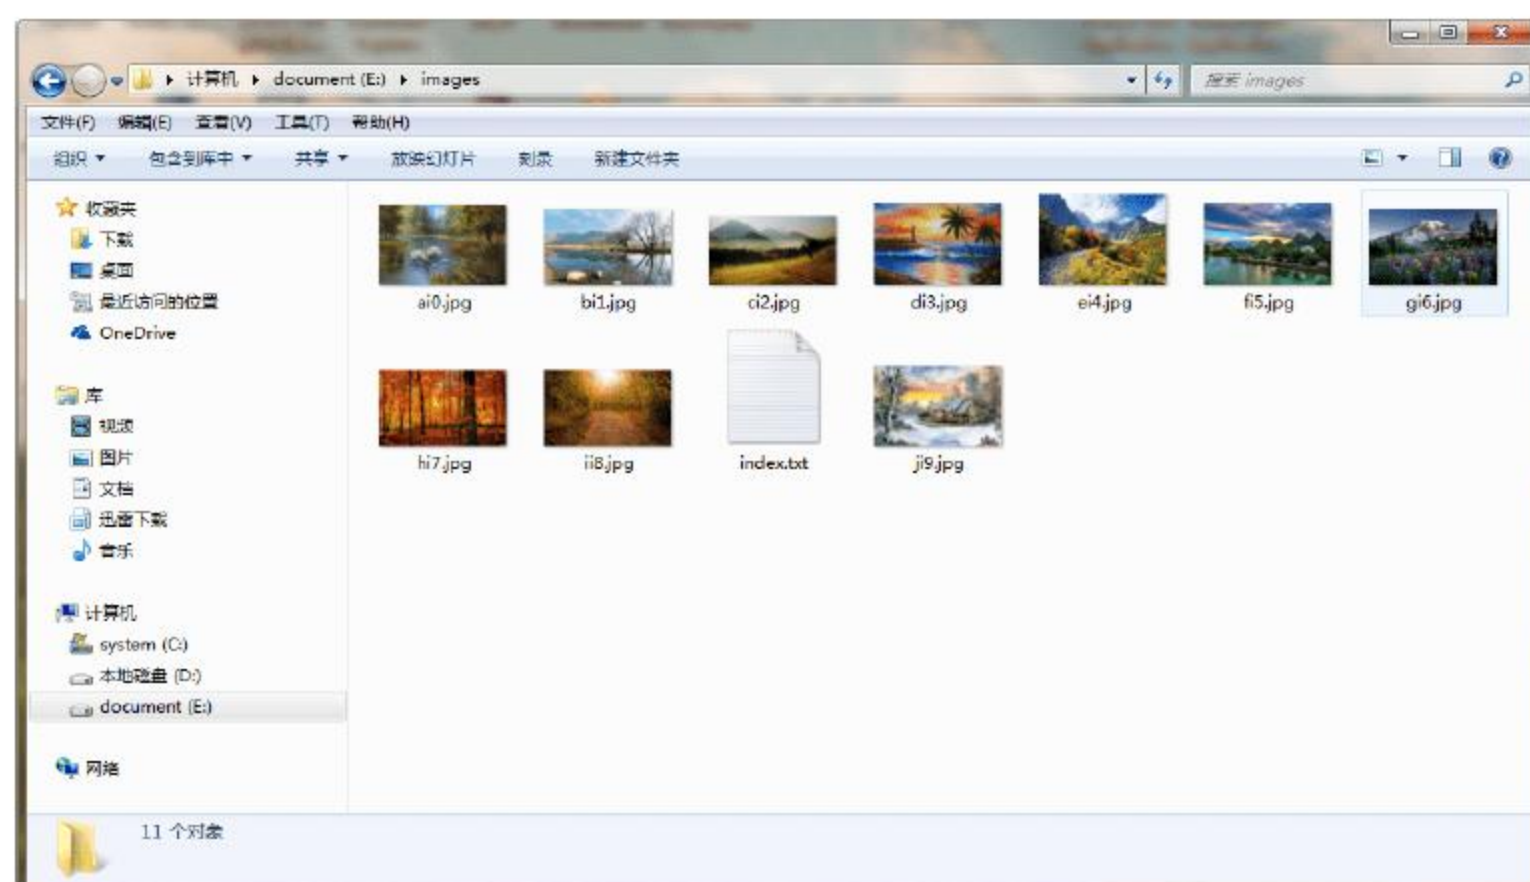 计算机 document (E:) images
搜索 images
文件(F) 编辑(E) 查看(V) 工具(T) 帮助(H)
组织 包含到库中 共享 放映幻灯片 刻录 新建文件夹
收藏夹
下载
桌面
最近访问的位置
OneDrive
库
视频
图片
文档
迅雷下载
音乐
计算机
system (C:)
本地磁盘 (D:)
document (E:)
网络
ai0.jpg bi1.jpg ci2.jpg di3.jpg ei4.jpg fi5.jpg gi6.jpg
hi7.jpg ii8.jpg index.txt ji9.jpg
11 个对象